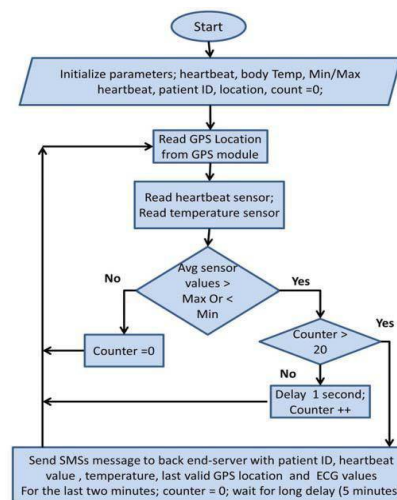 Start
Initialize parameters; heartbeat, body Temp, Min/Max
heartbeat, patient ID, location, count =0;
Read GPS Location
from GPS module
Read heartbeat sensor;
Read temperature sensor
No
Avg sensor
values >
Max Or <
Min
Yes
Counter =0
Counter >
20
Yes
No
Delay 1 second;
Counter ++
Send SMSs message to back end-server with patient ID, heartbeat
value , temperature, last valid GPS location and ECG values
For the last two minutes; counter = 0; wait for long delay (5 minutes